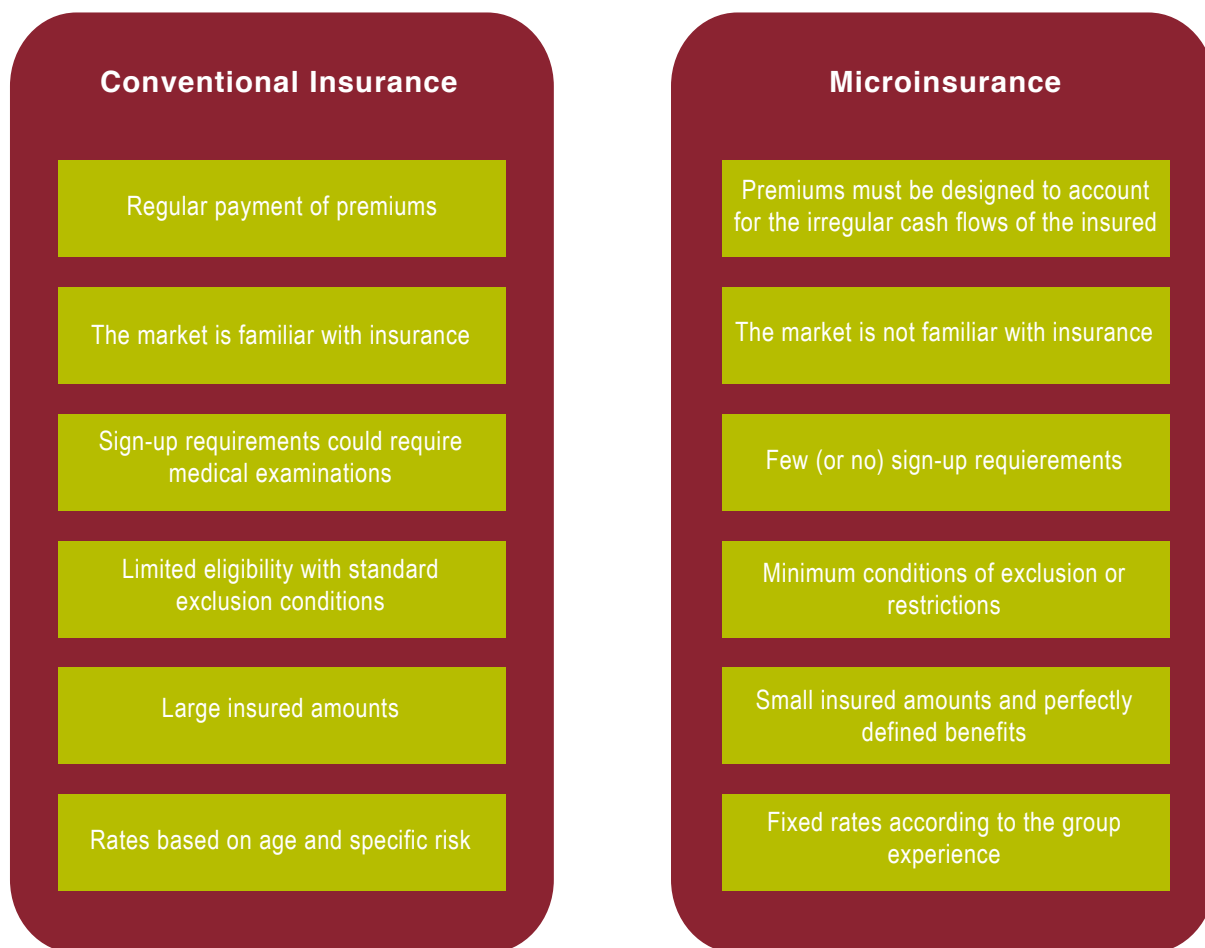 Conventional Insurance
Regular payment of premiums
The market is familiar with insurance
Sign-up requirements could require
medical examinations
Limited eligibility with standard
exclusion conditions
Large insured amounts
Rates based on age and specific risk
Microinsurance
Premiums must be designed to account
for the irregular cash flows of the insured
The market is not familiar with insurance
Few (or no) sign-up requierements
Minimum conditions of exclusion or
restrictions
Small insured amounts and perfectly
defined benefits
Fixed rates according to the group
experience